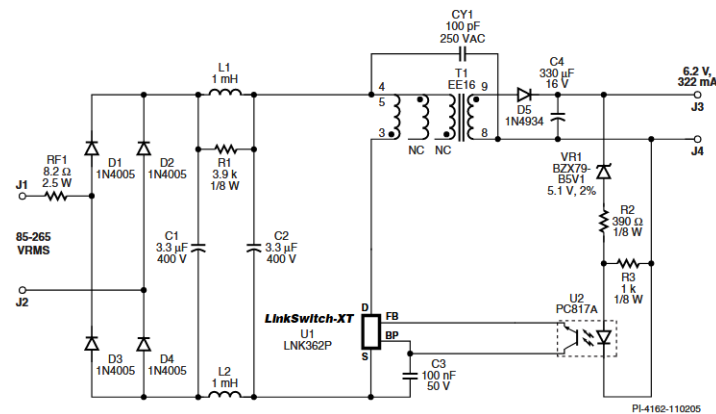 CY1
100 pF
250 VAC
L1
1 mH
T1
EE16
C4
330 µF
16 V
6.2 V,
322 mA
4
5
3
9
8
NC
NC
D5
1N4934
J3
J4
RF1
8.2 Ω
2.5 W
D1
1N4005
D2
1N4005
R1
3.9 k
1/8 W
J1
85-265
VRMS
J2
C1
3.3 µF
400 V
C2
3.3 µF
400 V
VR1
BZX79-
B5V1
5.1 V, 2%
R2
390 Ω
1/8 W
R3
1 k
1/8 W
LinkSwitch-XT
U1
LNK362P
D
FB
BP
S
U2
PC817A
D3
1N4005
D4
1N4005
L2
1 mH
C3
100 nF
50 V
PI-4162-110205